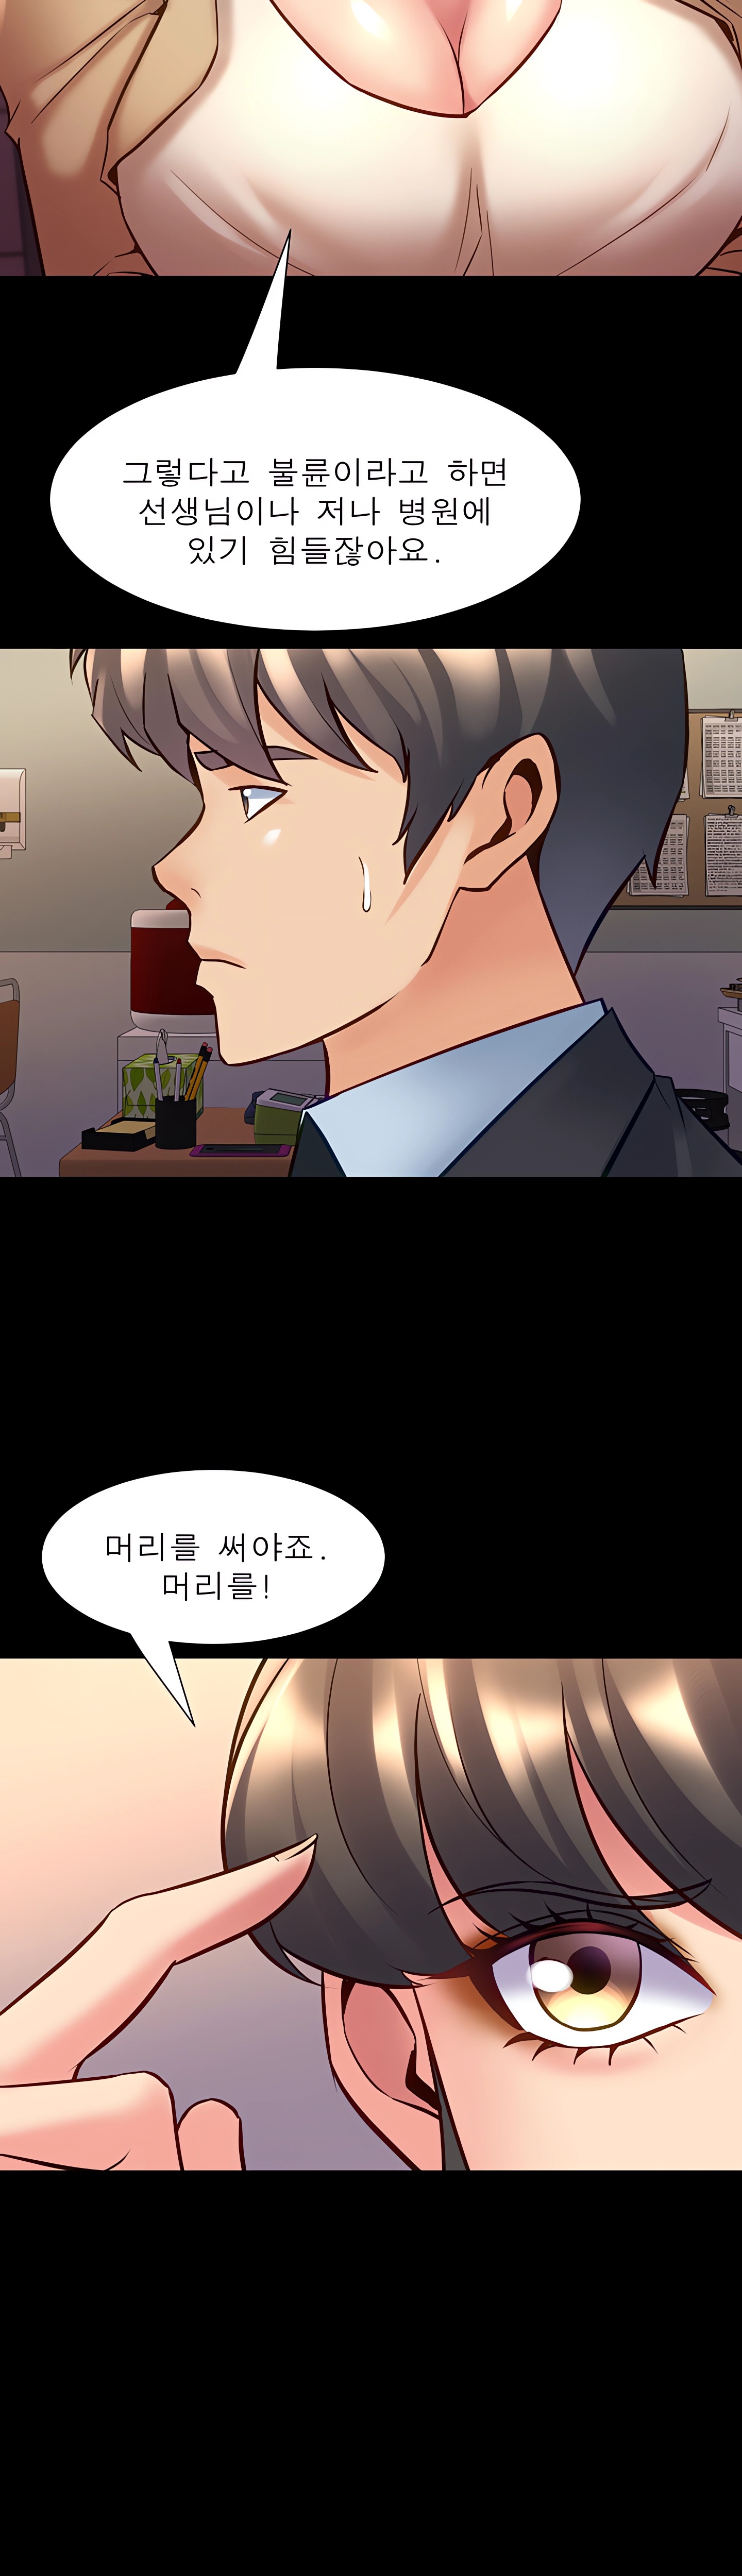 그렇다고 불륜이라고 하면
선생님이나 저나 병원에
있기 힘들잖아요.
머리를 써야죠.
머리를!